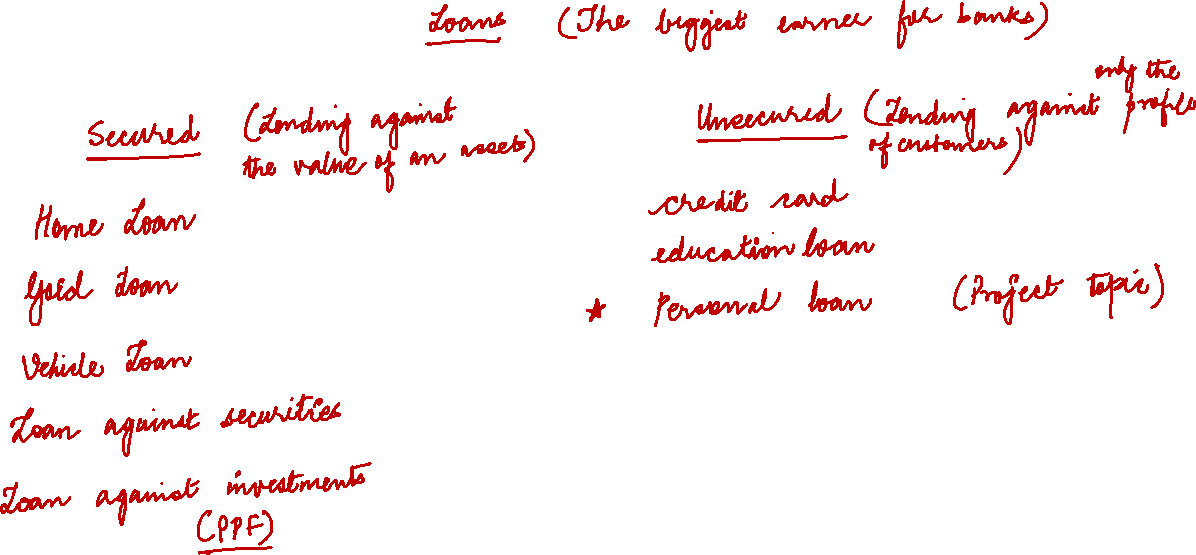 Loans (The biggest earner for banks)
Secured (Lending against
the value of an assets)
Home Loan
Gold Loan
Vehicle Loan
Loan against securities
Loan against investments
(PPF)
only the
Unsecured (Lending against profile
of customers)
credit card
education loan
* Personal loan (Project topic)